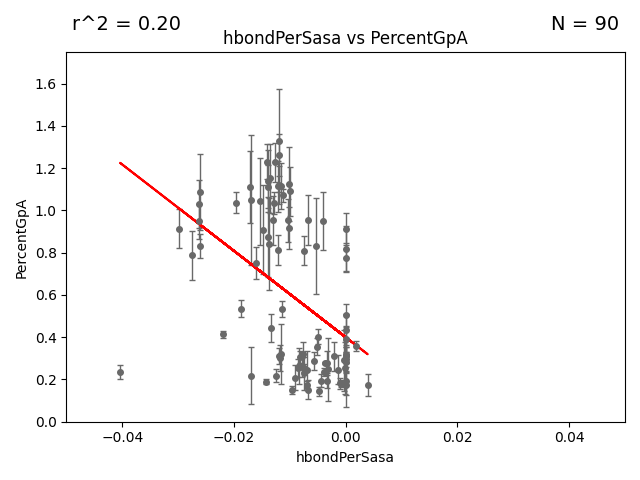 r^2 = 0.20
N = 90
hbondPerSasa vs PercentGpA
PercentGpA
1.6
1.4
1.2
1.0
0.8
0.6
0.4
0.2
0.0
−0.04
−0.02
0.00
0.02
0.04
hbondPerSasa